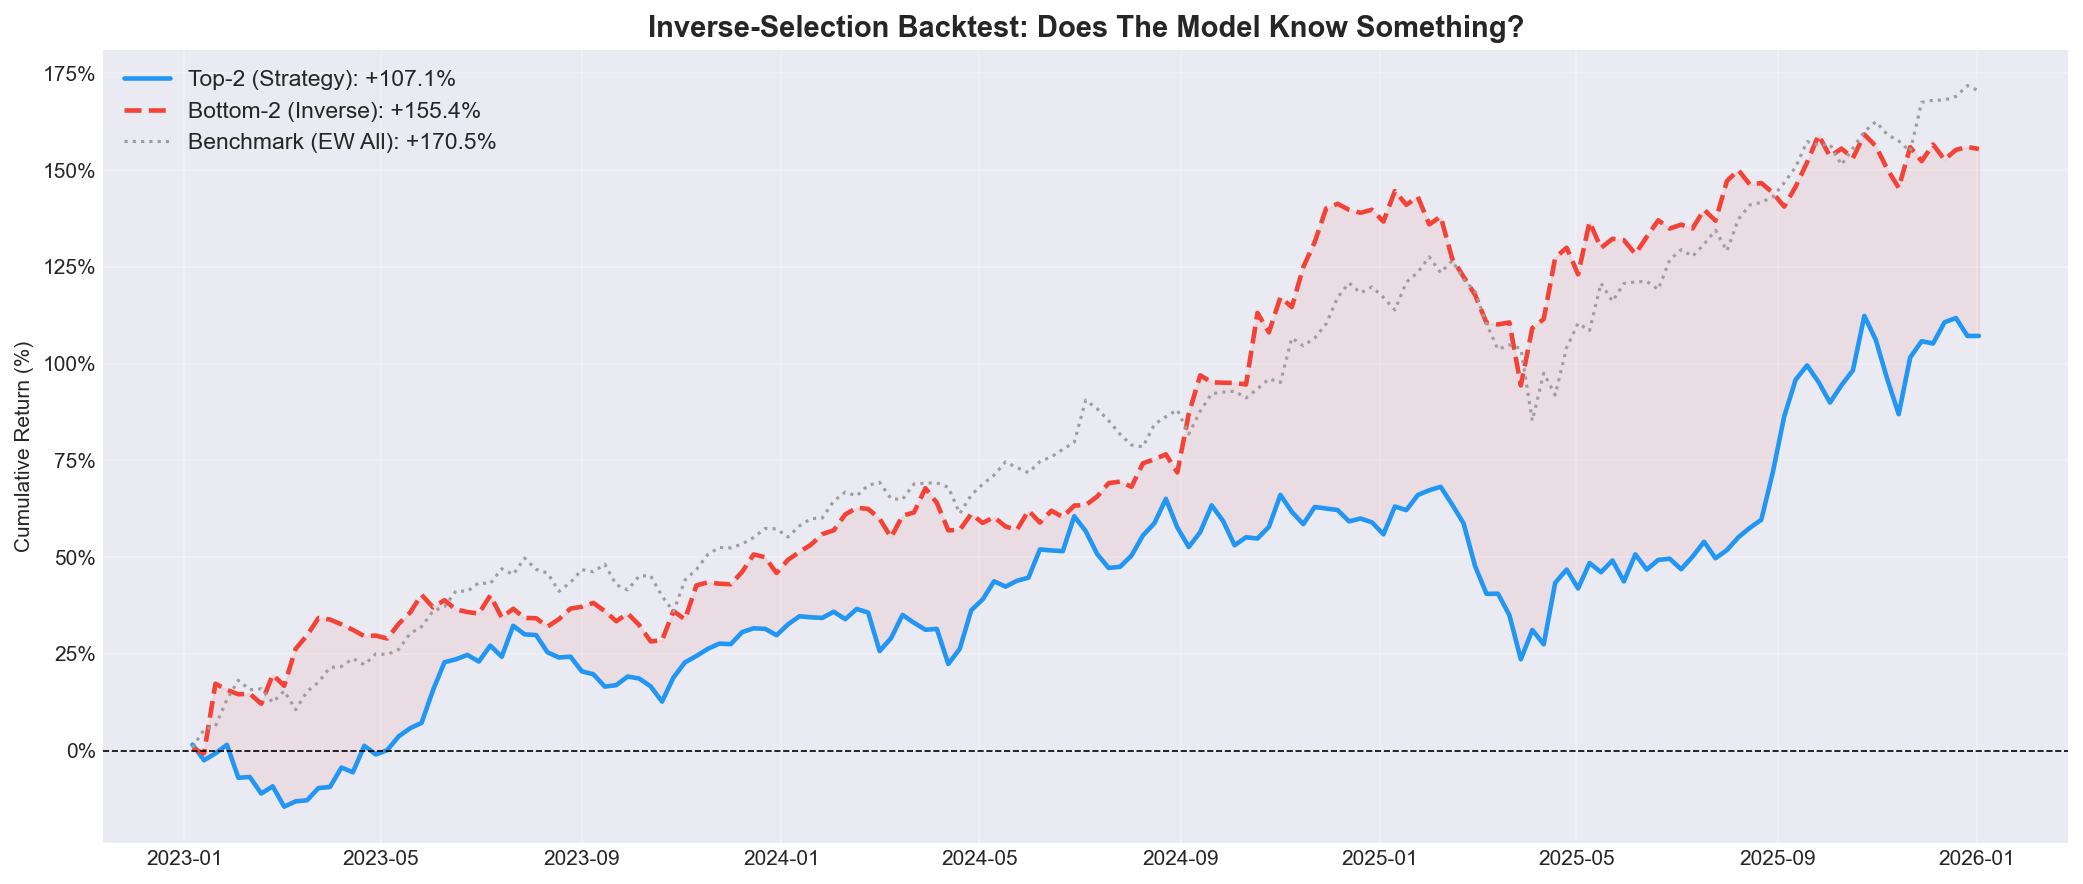 Inverse-Selection Backtest: Does The Model Know Something?
Top-2 (Strategy): +107.1%
Bottom-2 (Inverse): +155.4%
Benchmark (EW All): +170.5%
Cumulative Return (%)
175%
150%
125%
100%
75%
50%
25%
0%
2023-01 2023-05 2023-09 2024-01 2024-05 2024-09 2025-01 2025-05 2025-09 2026-01